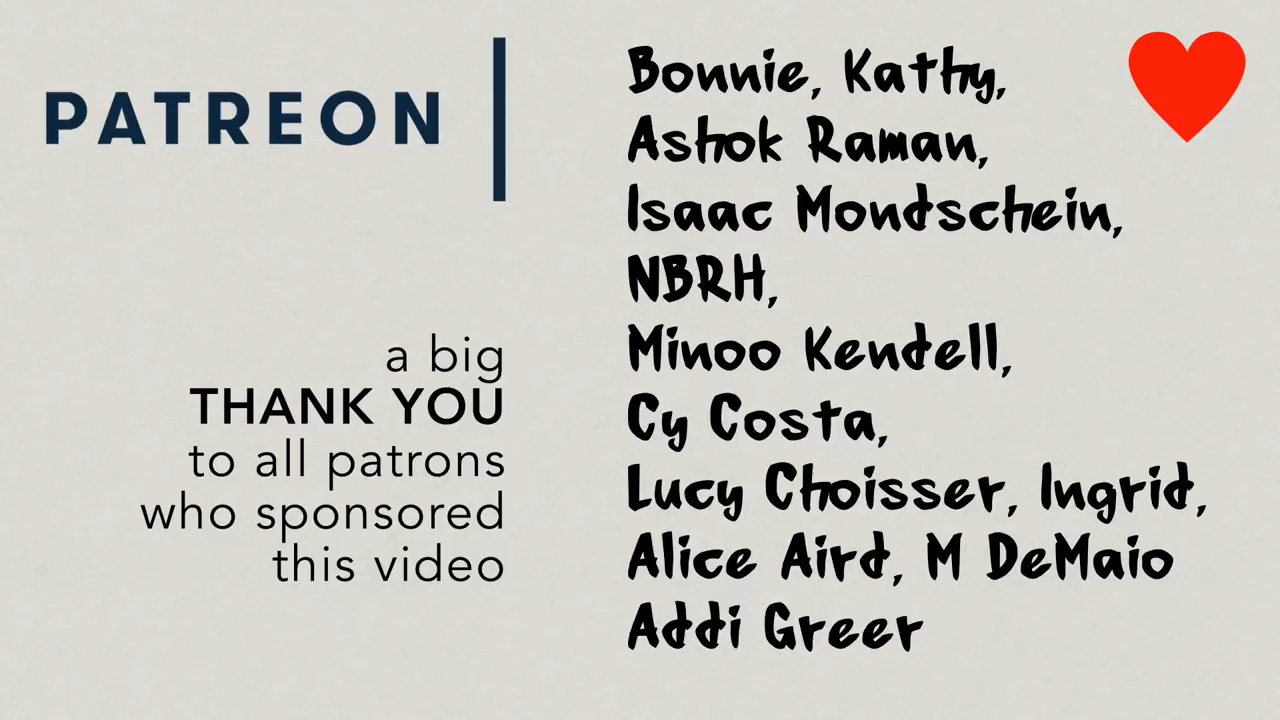 PATREON
a big
THANK YOU
to all patrons
who sponsored
this video
Bonnie, Kathy,
Ashok Raman,
Isaac Mondschein,
NBRH,
Minoo Kendell,
Cy Costa,
Lucy Choisser, Ingrid,
Alice Aird, M DeMaio
Addi Greer